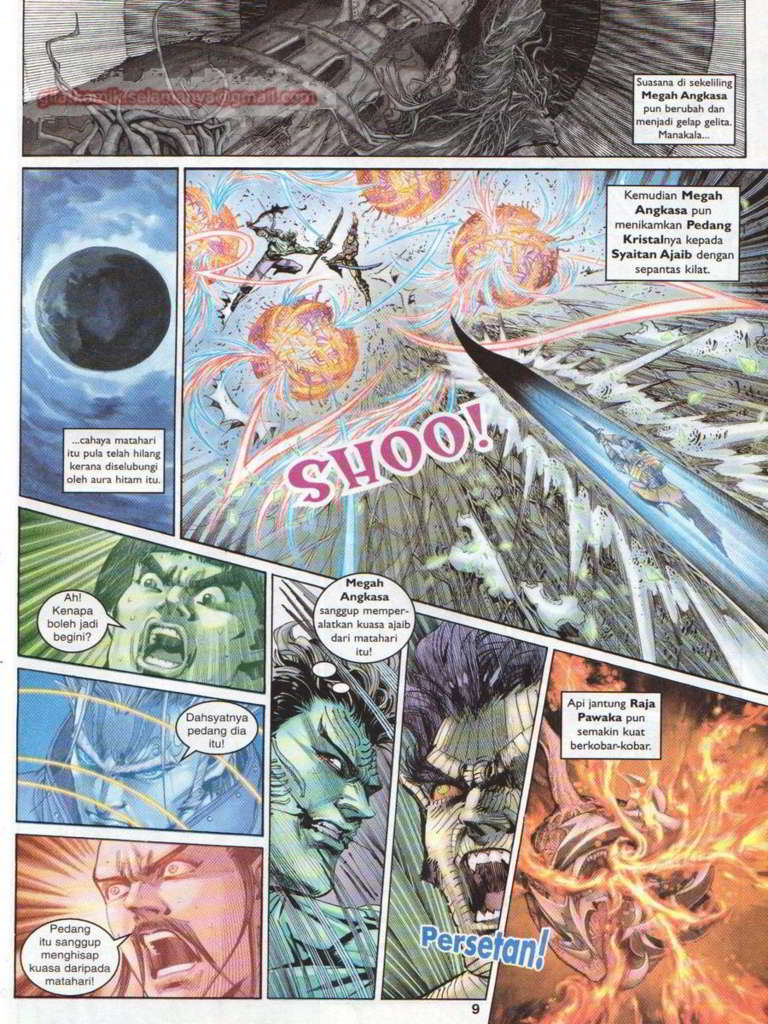 Suasana di sekeliling
Megah Angkasa
pun berubah dan
menjadi gelap gelita.
Manakala...
...cahaya matahari
itu pula telah hilang
kerana diselubungi
oleh aura hitam itu.
Kemudian Megah
Angkasa pun
menikamkan Pedang
Kristalnya kepada
Syaitan Ajaib dengan
sepantas kilat.
SHOO!
Ah!
Kenapa
boleh jadi
begini?
Dahsyatnya
pedang dia
itu!
Pedang
itu sanggup
menghisap
kuasa daripada
matahari!
Megah
Angkasa
sanggup memper-
alatkan kuasa ajaib
dari matahari
itu!
Persetan!
Api jantung Raja
Pawaka pun
semakin kuat
berkobar-kobar.
9